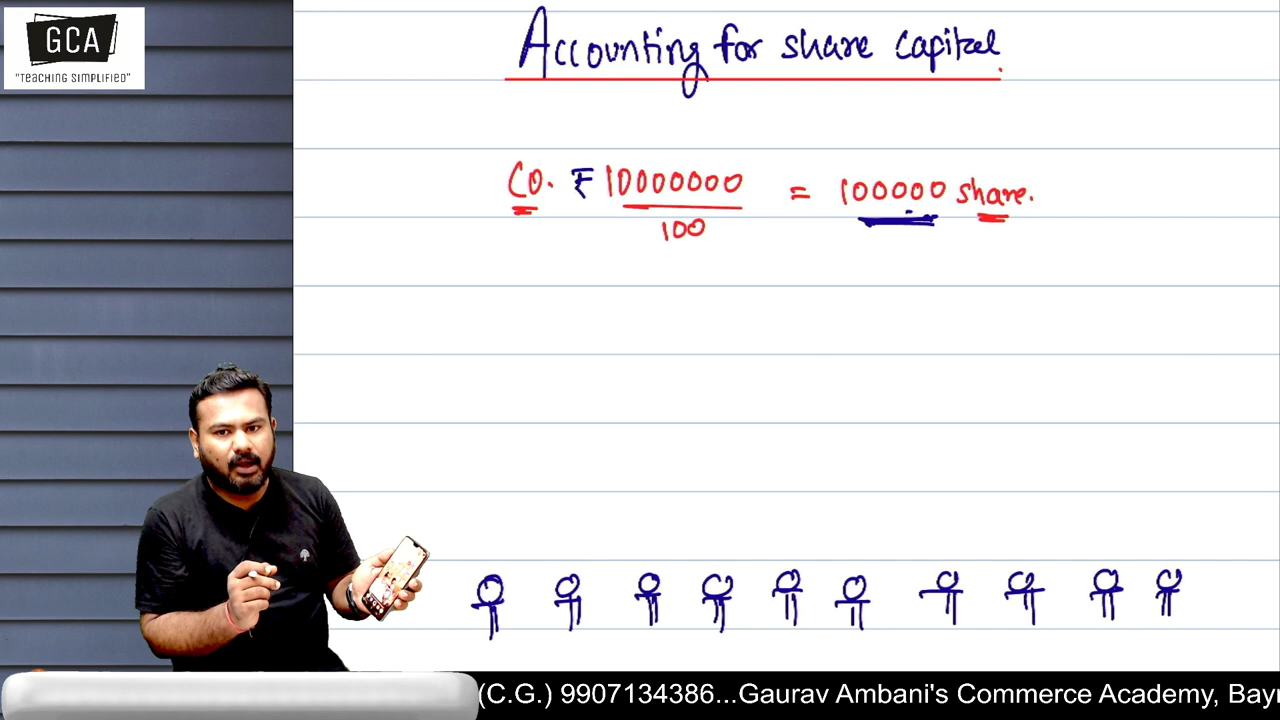 GCA
"TEACHING SIMPLIFIED"
Accounting for share capital
Co. ₹ 10000000 = 100000 share.
100
(C.G.) 9907134386...Gaurav Ambani's Commerce Academy, Bay